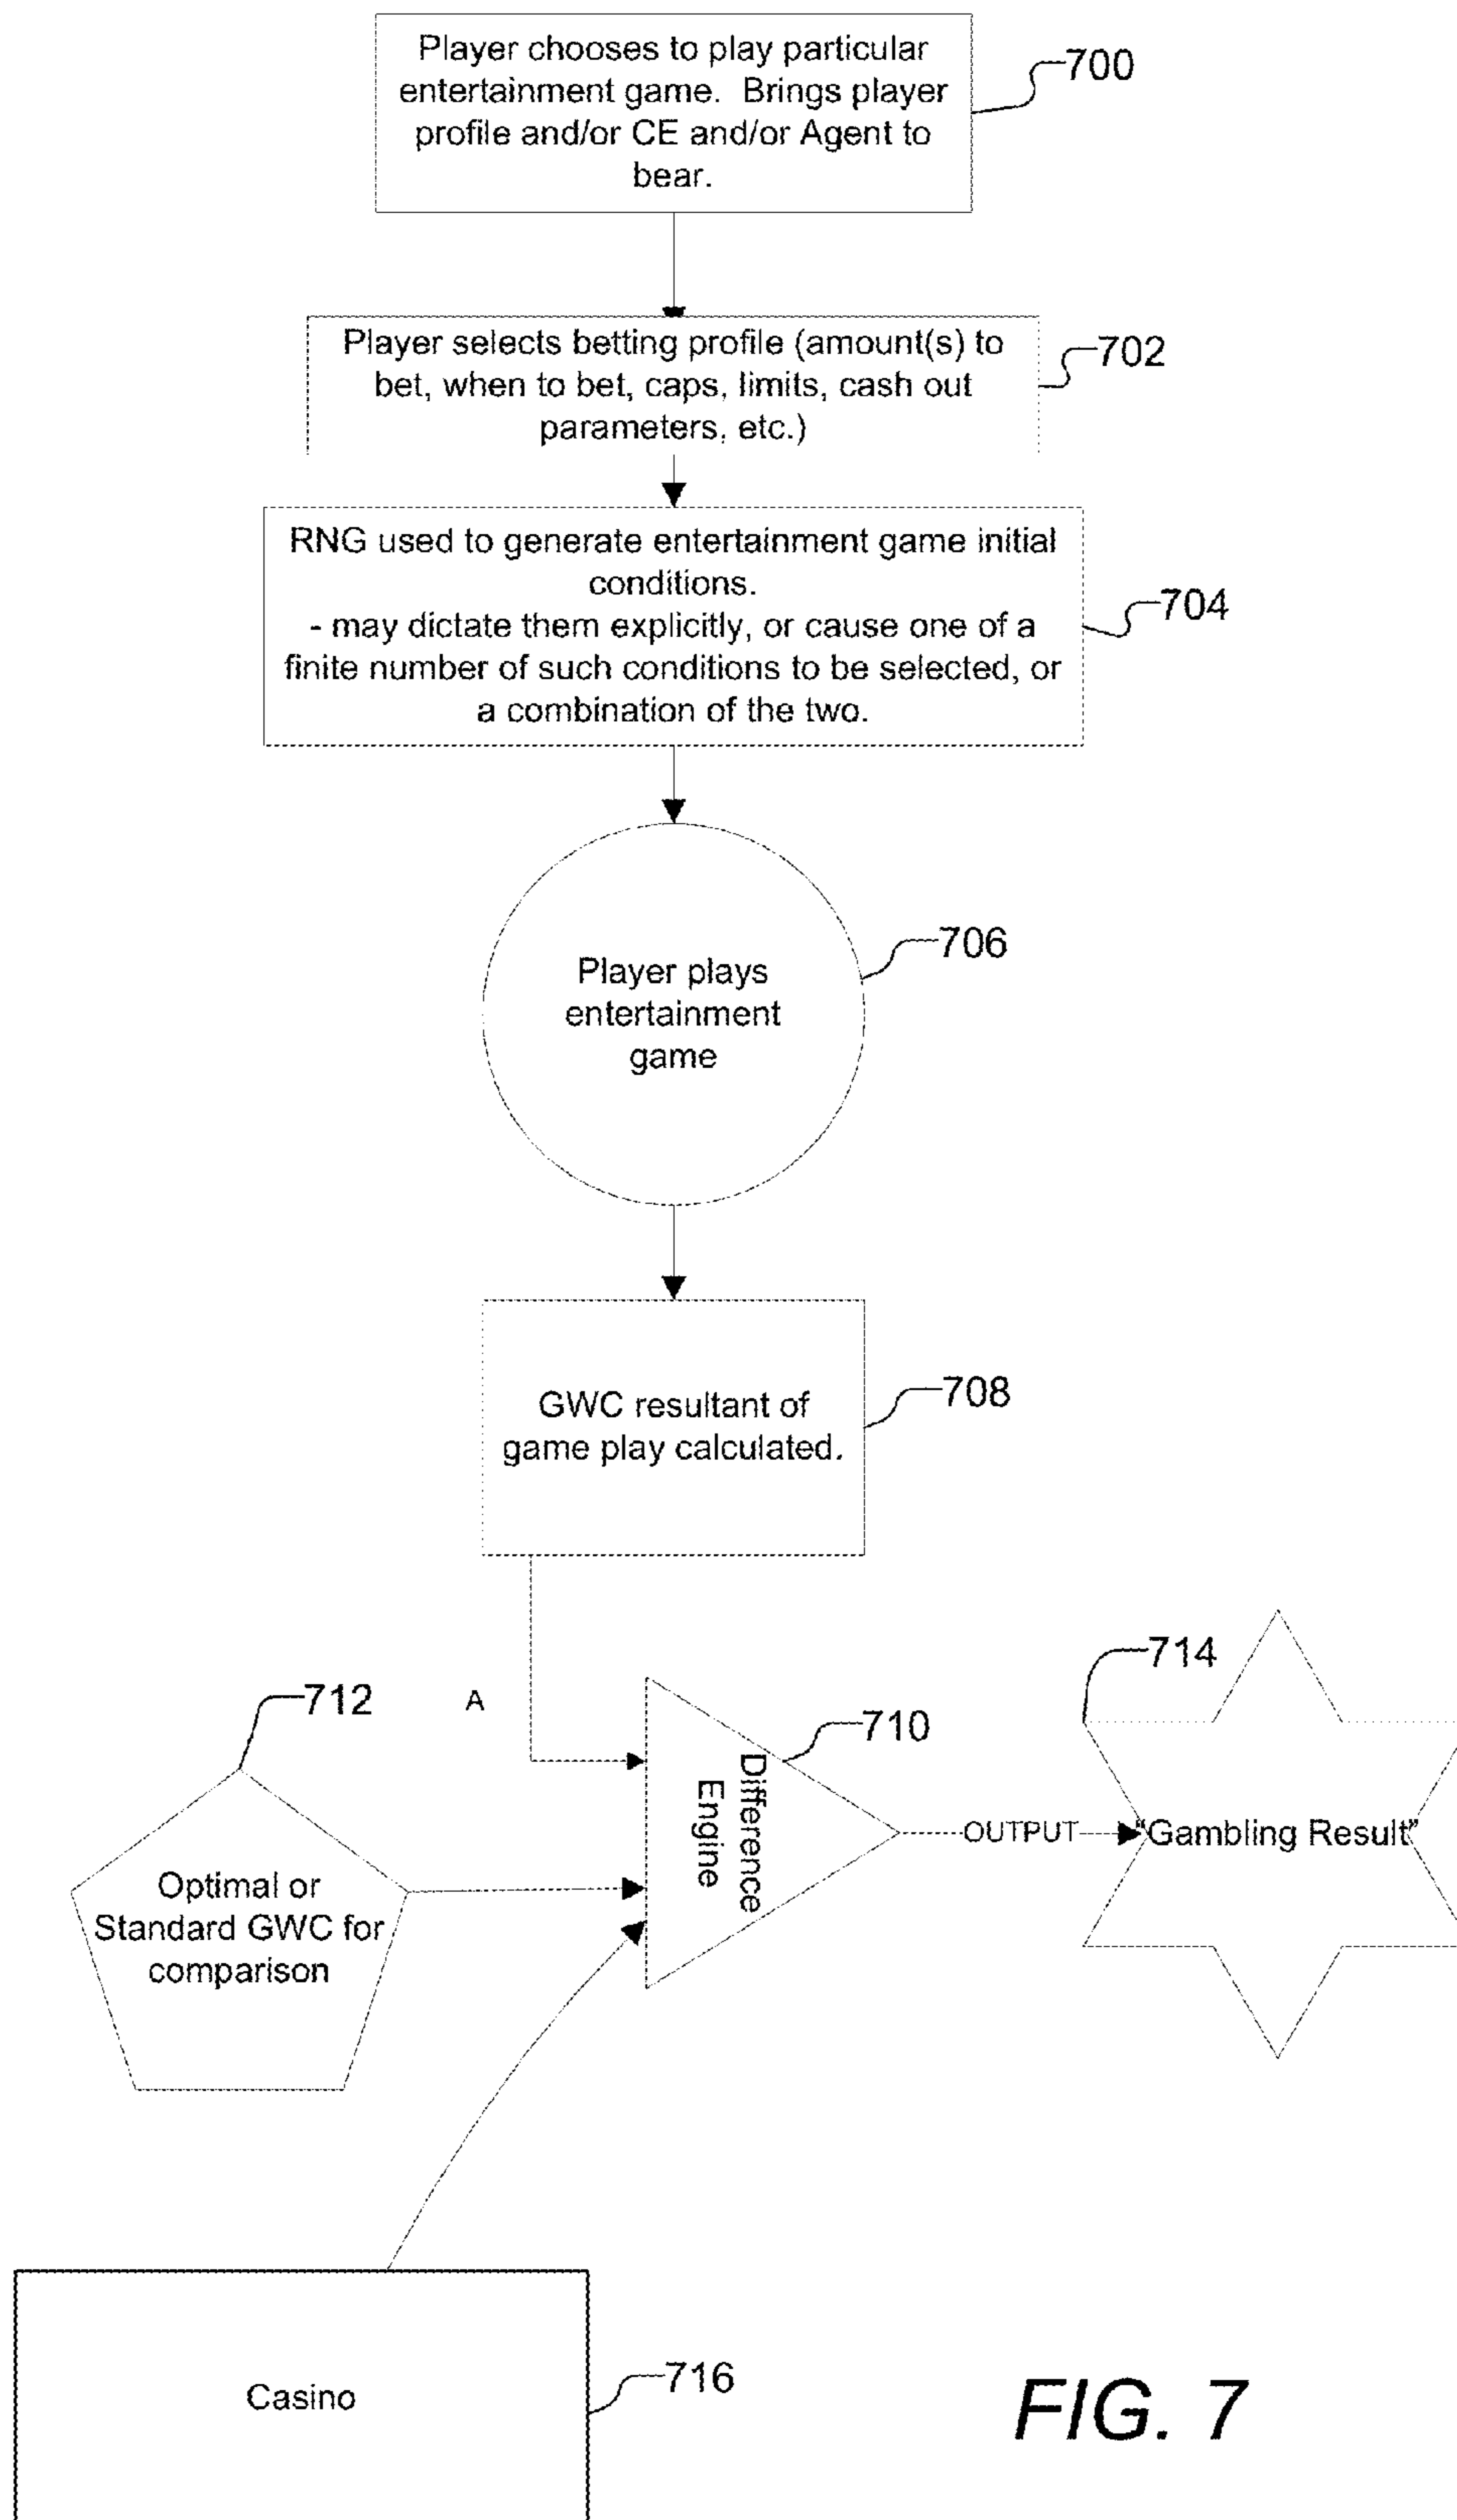 Player chooses to play particular
entertainment game. Brings player
profile and/or CE and/or Agent to
bear.
700
Player selects betting profile (amount(s) to
bet, when to bet, caps, limits, cash out
parameters, etc.)
702
RNG used to generate entertainment game initial
conditions.
- may dictate them explicitly, or cause one of a
finite number of such conditions to be selected, or
a combination of the two.
704
Player plays
entertainment
game
706
GWC resultant of
game play calculated.
708
712
A
710
714
Difference
Engine
OUTPUT
“Gambling Result”
Optimal or
Standard GWC for
comparison
Casino
716
FIG. 7